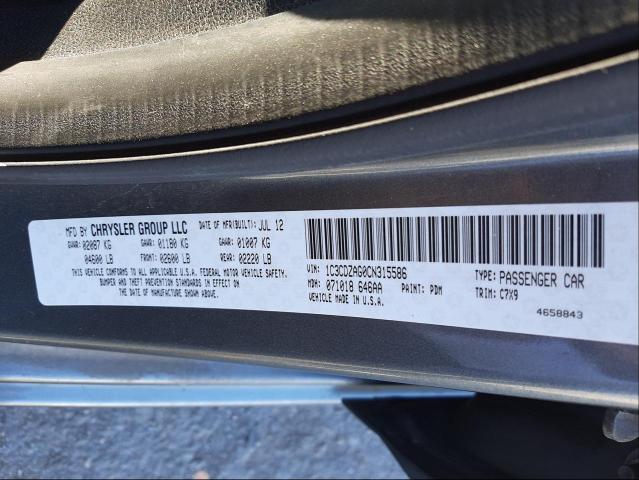 MFD BY CHRYSLER GROUP LLC DATE OF MFR(BUILT): JUL 12
GVWR: 02087 KG GAWR: 01180 KG GAWR: 01007 KG
04600 LB FRONT: 02600 LB REAR: 02220 LB
THIS VEHICLE CONFORMS TO ALL APPLICABLE U.S.A. FEDERAL MOTOR VEHICLE SAFETY,
BUMPER AND THEFT PREVENTION STANDARDS IN EFFECT ON
THE DATE OF MANUFACTURE SHOWN ABOVE.
VIN: 1C3CDZAG0CN315586 TYPE: PASSENGER CAR
MDH: 071018 646AA PAINT: PDM TRIM: C7X9
VEHICLE MADE IN U.S.A.
4658843